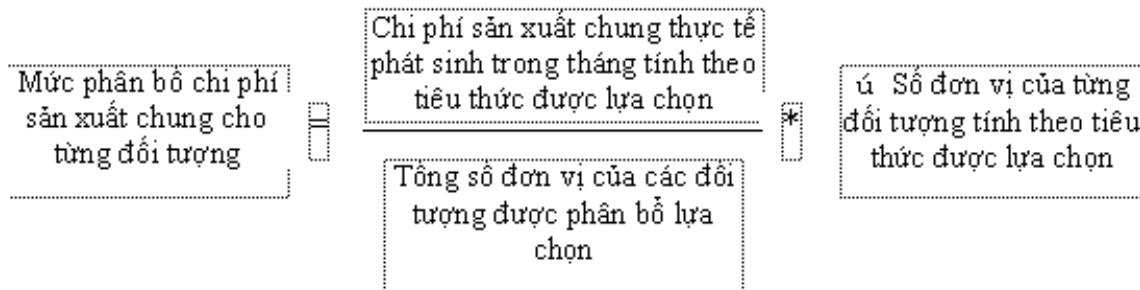 Mức phân bổ chi phí
sản xuất chung cho
từng đối tượng
=
Chi phí sản xuất chung thực tế
phát sinh trong tháng tính theo
tiêu thức được lựa chọn
Tổng số đơn vị của các đối
tượng được phân bổ lựa
chọn
*
ú Số đơn vị của từng
đối tượng tính theo tiêu
thức được lựa chọn